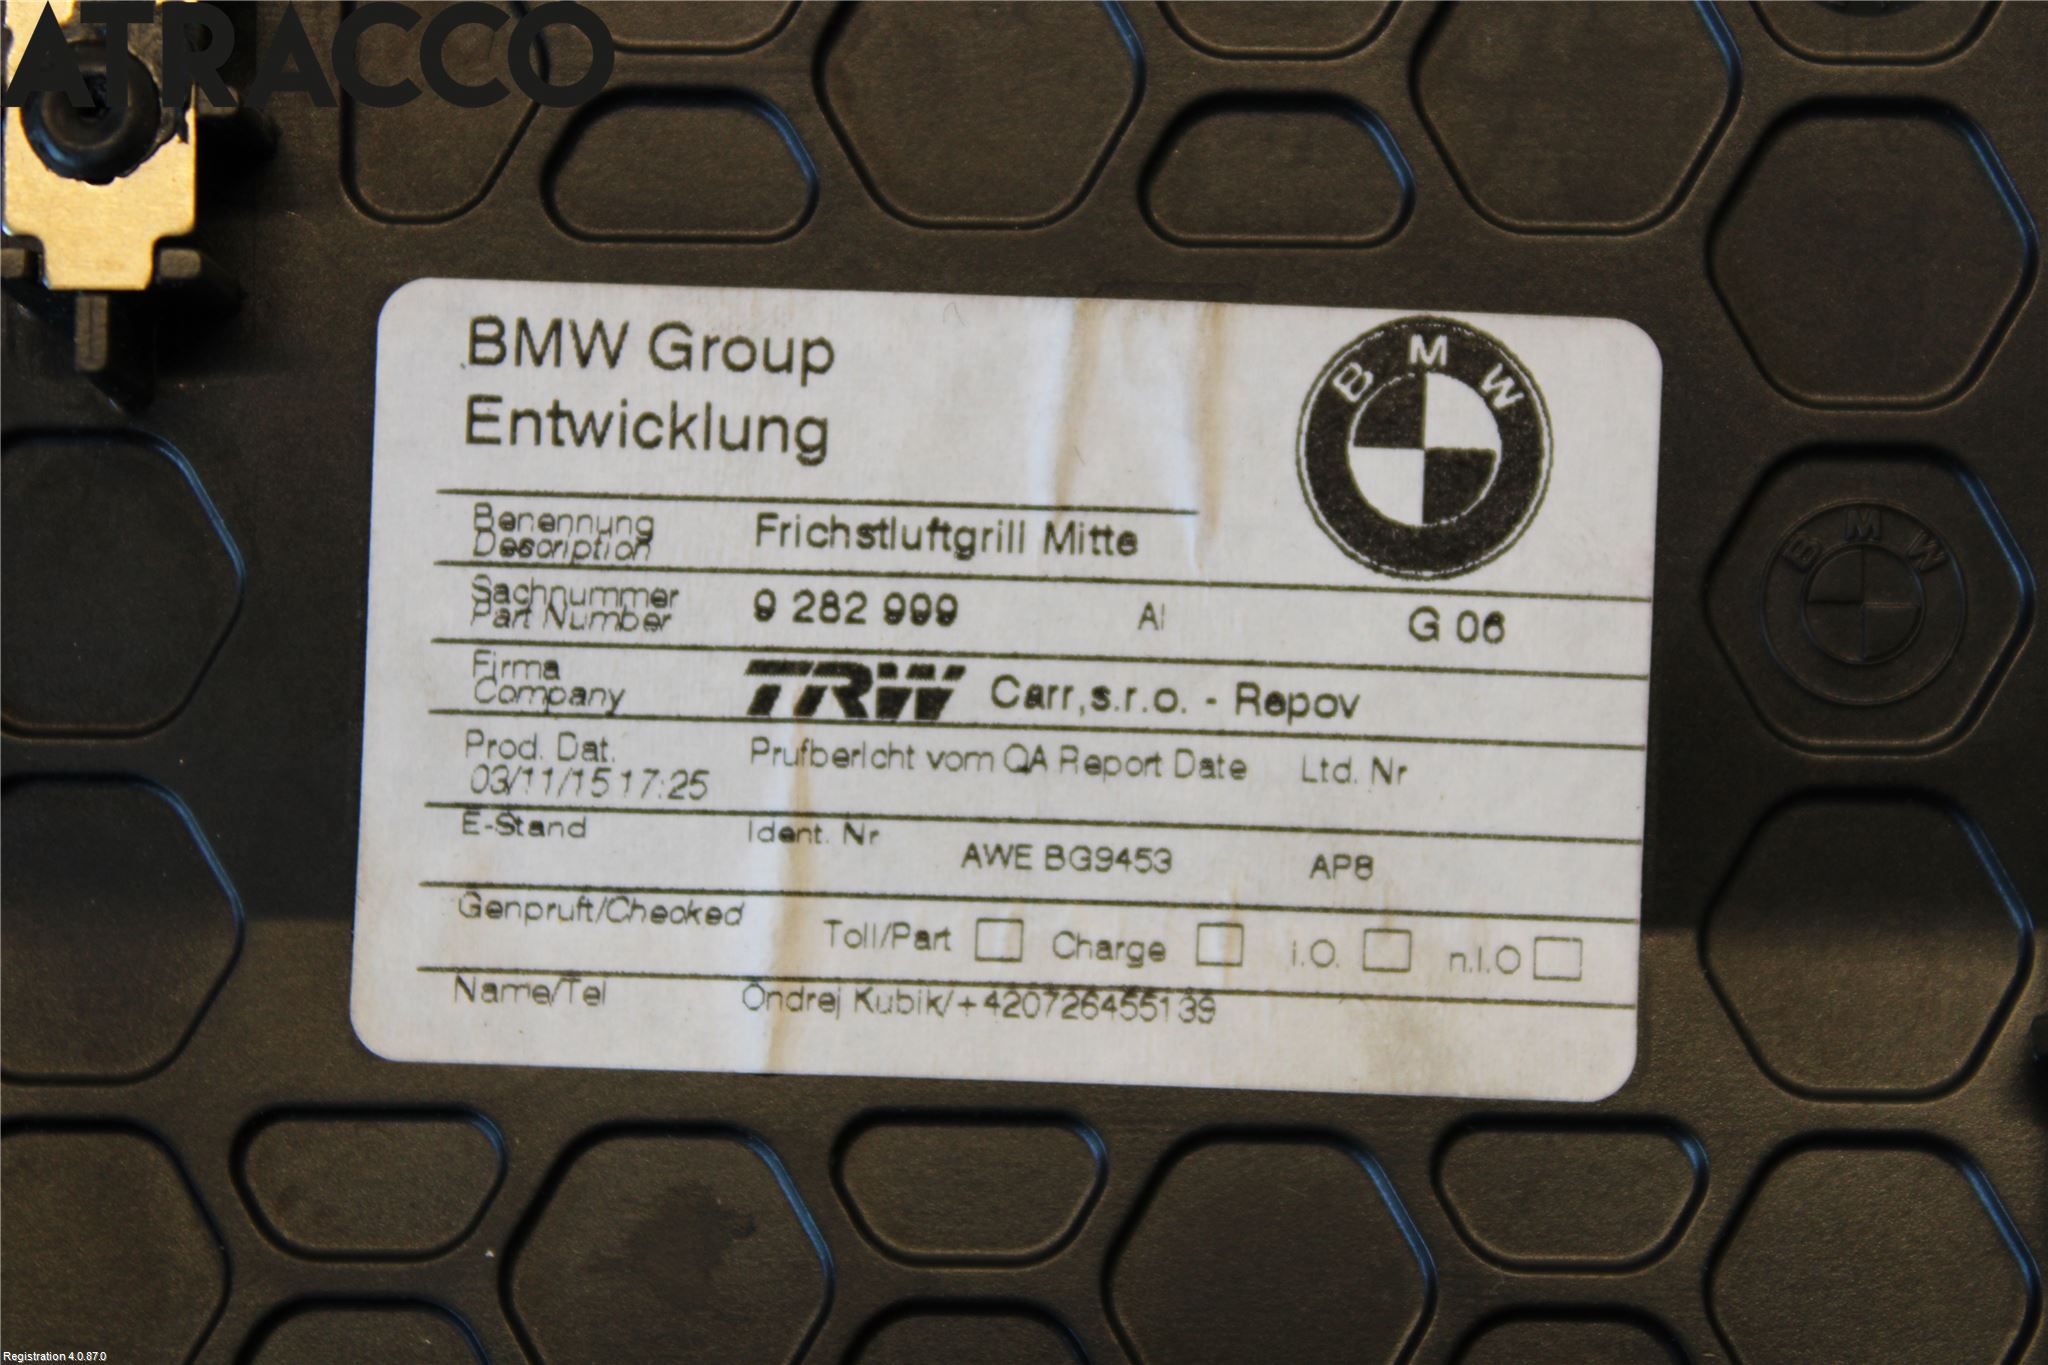 ATRACCO
BMW Group
Entwicklung
B M W
Benennung
Description
Frichstluftgrill Mitte
Sachnummer
Part Number
9 282 999 AI G 06
Firma
Company
TRW Carr,s.r.o. - Repov
Prod. Dat. Prufbericht vom QA Report Date Ltd. Nr
03/11/15 17:25
E-Stand Ident. Nr
AWE BG9453 AP8
Genpruft/Checked
Toll/Part Charge i.O. n.I.O
Name/Tel Ondrej Kubik/+420726455139
B M W
Registration 4.0.87.0